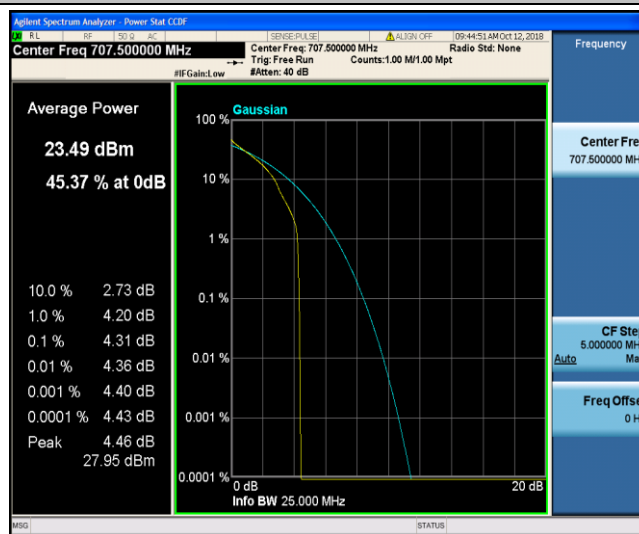 Agilent Spectrum Analyzer - Power Stat CCDF
RL RF 50 Ω AC SENSE:PULSE ALIGN OFF 09:44:51 AM Oct 12, 2018
Center Freq 707.500000 MHz
Center Freq: 707.500000 MHz Radio Std: None
Trig: Free Run Counts:1.00 M/1.00 Mpt
#IFGain:Low #Atten: 40 dB
Frequency
Average Power
23.49 dBm
45.37 % at 0dB
10.0 % 2.73 dB
1.0 % 4.20 dB
0.1 % 4.31 dB
0.01 % 4.36 dB
0.001 % 4.40 dB
0.0001 % 4.43 dB
Peak 4.46 dB
27.95 dBm
Gaussian
100 %
10 %
1 %
0.1 %
0.01 %
0.001 %
0.0001 %
0 dB 20 dB
Info BW 25.000 MHz
Center Fre
707.500000 MH
CF Ste
5.000000 MH
Auto Ma
Freq Offse
0 H
MSG STATUS